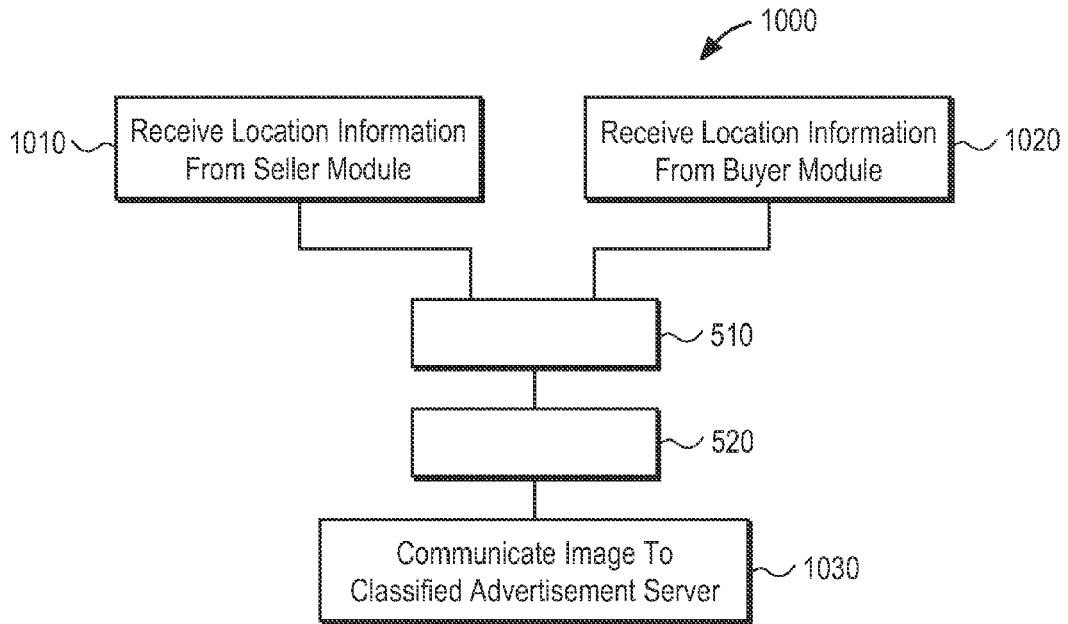 1000
1010
Receive Location Information
From Seller Module
Receive Location Information
From Buyer Module
1020
510
520
Communicate Image To
Classified Advertisement Server
1030